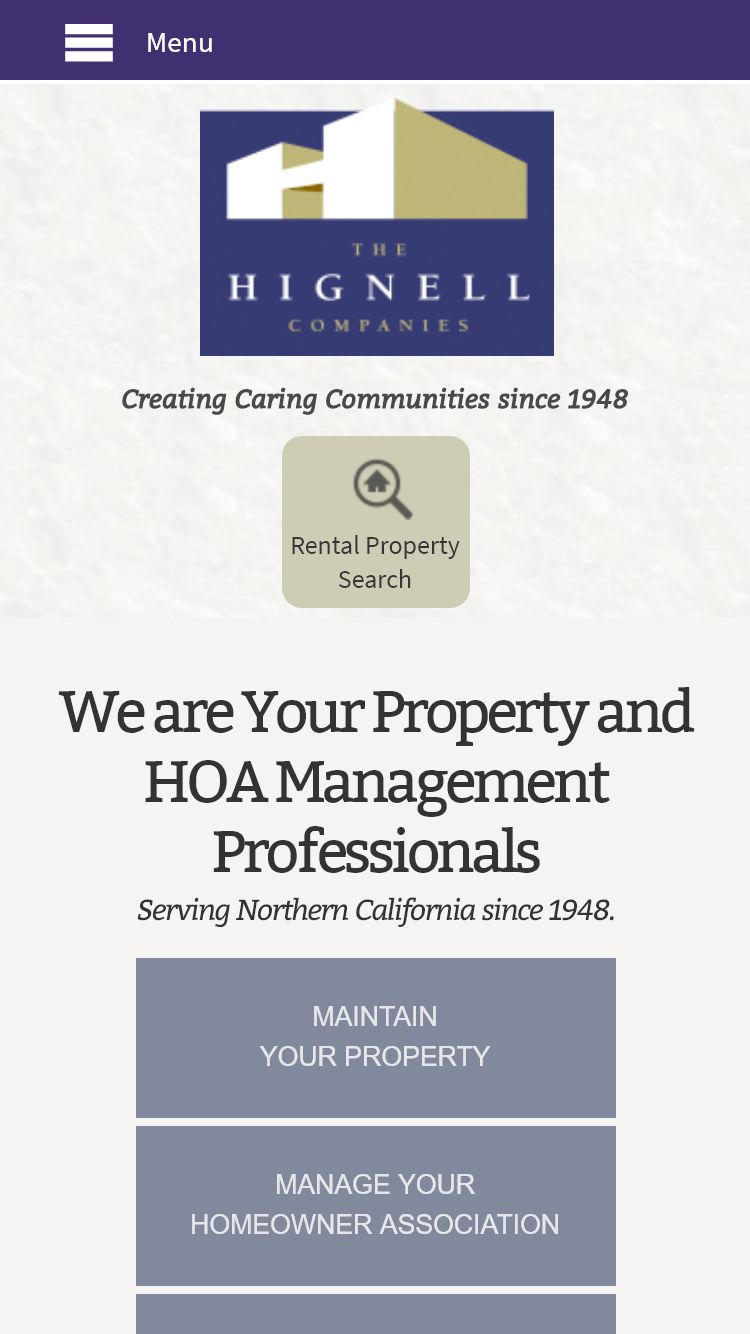 Menu
THE
HIGNELL
COMPANIES
Creating Caring Communities since 1948
Rental Property
Search
We are Your Property and
HOA Management
Professionals
Serving Northern California since 1948.
MAINTAIN
YOUR PROPERTY
MANAGE YOUR
HOMEOWNER ASSOCIATION